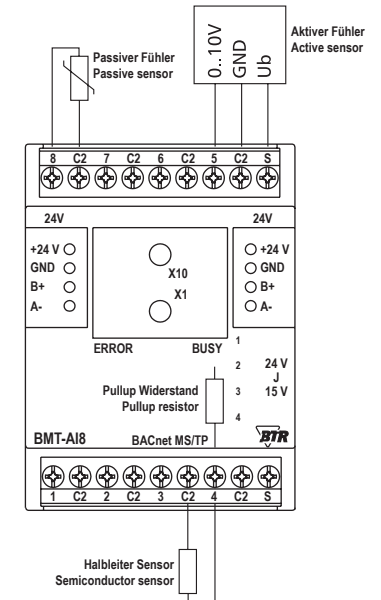 Aktiver Fühler
Active sensor
0..10V
GND
Ub
Passiver Fühler
Passive sensor
8 C2 7 C2 6 C2 5 C2 S
24V 24V
+24 V
GND
B+
A-
X10
X1
+24 V
GND
B+
A-
ERROR BUSY
1
2
3
4
24 V
J
15 V
Pullup Widerstand
Pullup resistor
BMT-AI8
BACnet MS/TP
BTR
1 C2 2 C2 3 C2 4 C2 S
Halbleiter Sensor
Semiconductor sensor